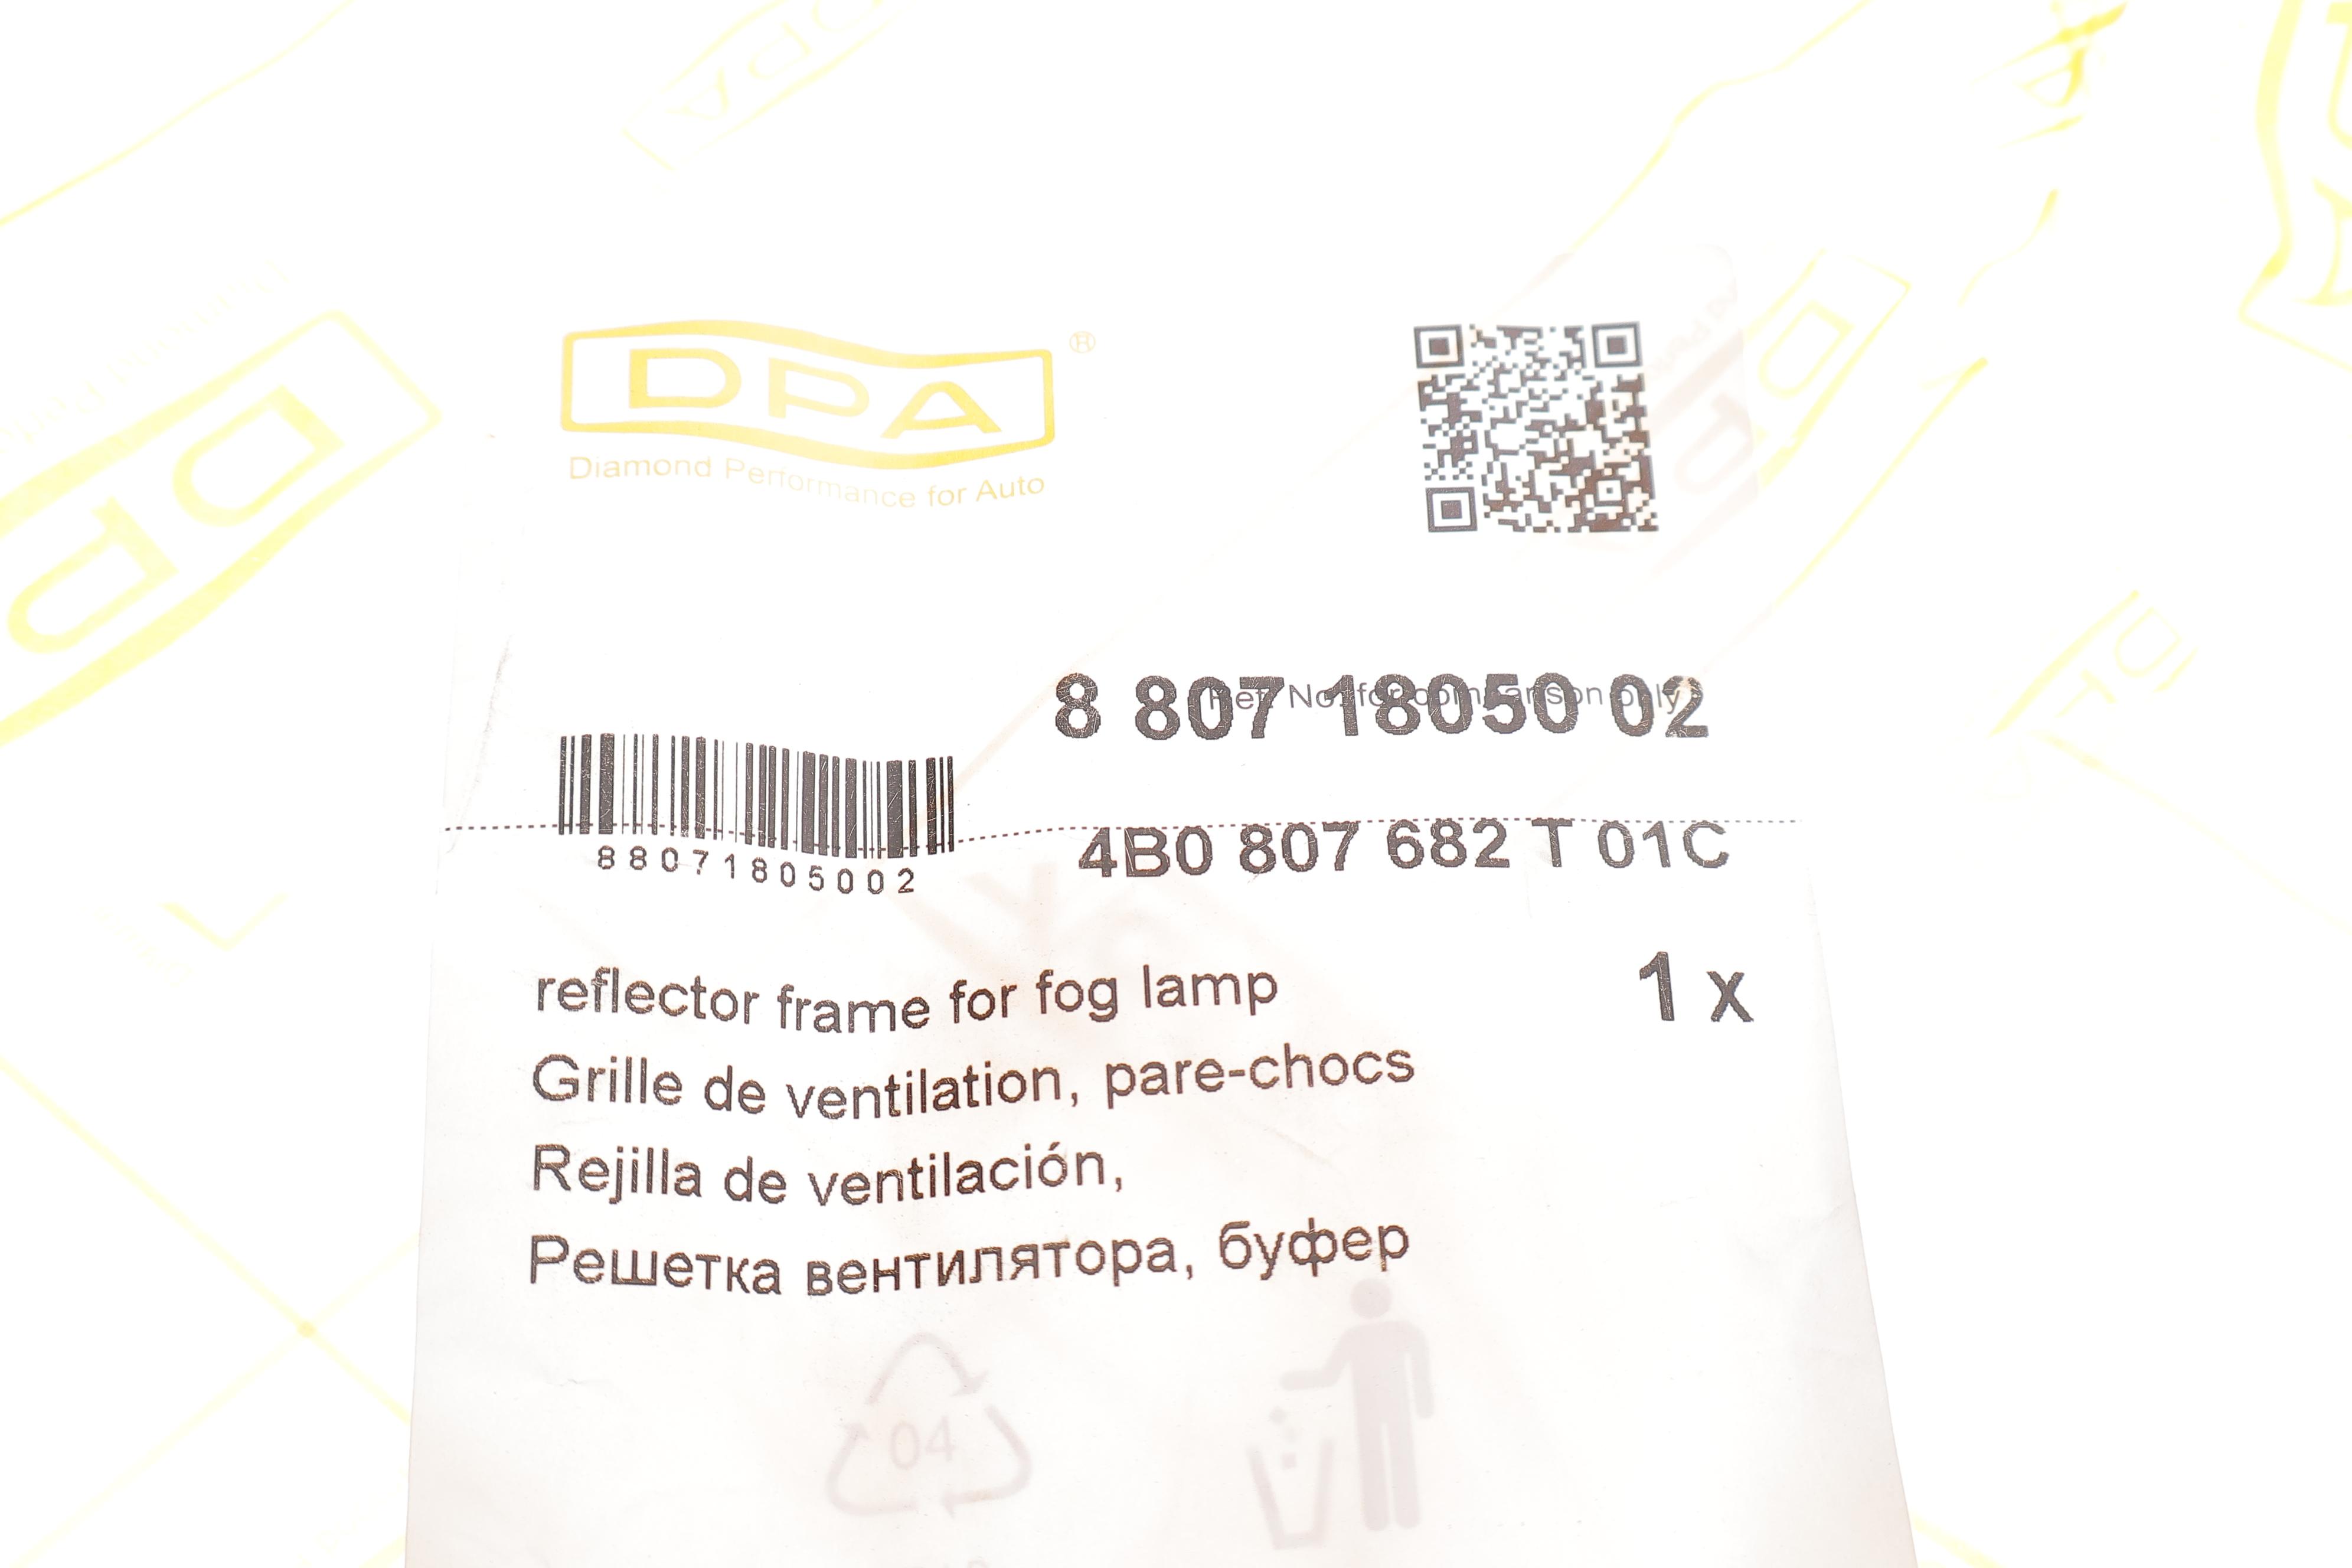 DPA ®
Diamond Performance for Auto
8 807 18050 02
Ref. No. for comparison only
88071805002
4B0 807 682 T 01C
reflector frame for fog lamp
1 x
Grille de ventilation, pare-chocs
Rejilla de ventilación,
Решетка вентилятора, буфер
04